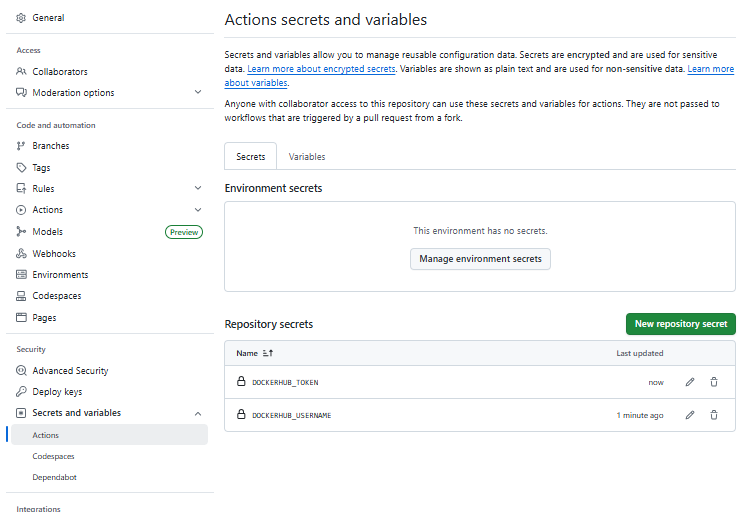 General
Access
Collaborators
Moderation options
Code and automation
Branches
Tags
Rules
Actions
Models Preview
Webhooks
Environments
Codespaces
Pages
Security
Advanced Security
Deploy keys
Secrets and variables
Actions
Codespaces
Dependabot
Integrations
Actions secrets and variables
Secrets and variables allow you to manage reusable configuration data. Secrets are encrypted and are used for sensitive
data. Learn more about encrypted secrets. Variables are shown as plain text and are used for non-sensitive data. Learn more
about variables.
Anyone with collaborator access to this repository can use these secrets and variables for actions. They are not passed to
workflows that are triggered by a pull request from a fork.
Secrets Variables
Environment secrets
This environment has no secrets.
Manage environment secrets
Repository secrets New repository secret
Name Last updated
DOCKERHUB_TOKEN now
DOCKERHUB_USERNAME 1 minute ago